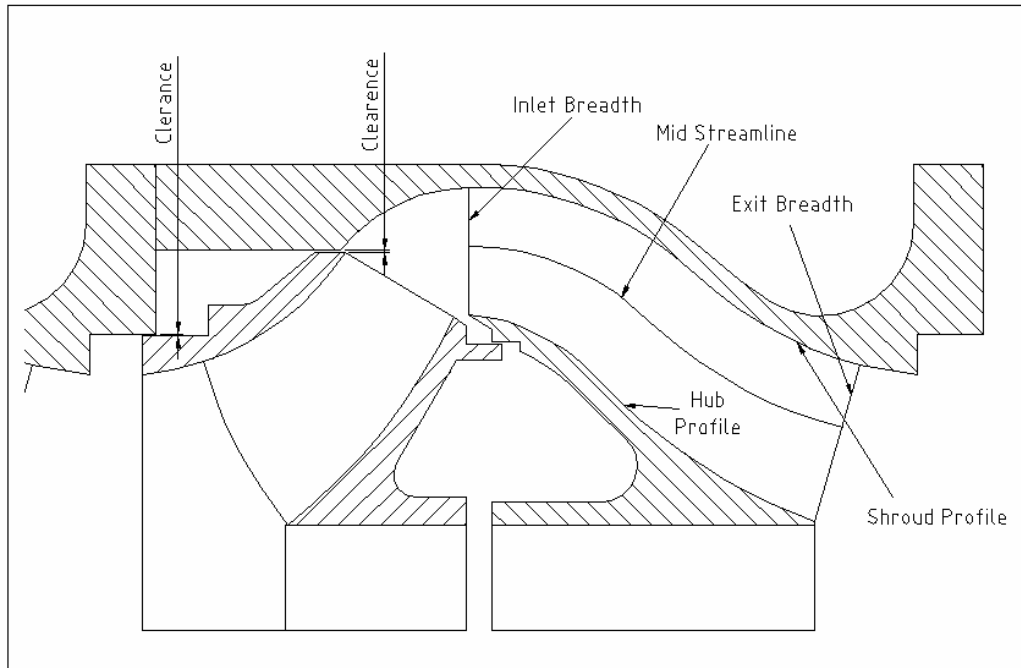 Clerance
Clearence
Inlet Breadth
Mid Streamline
Exit Breadth
Hub
Profile
Shroud Profile